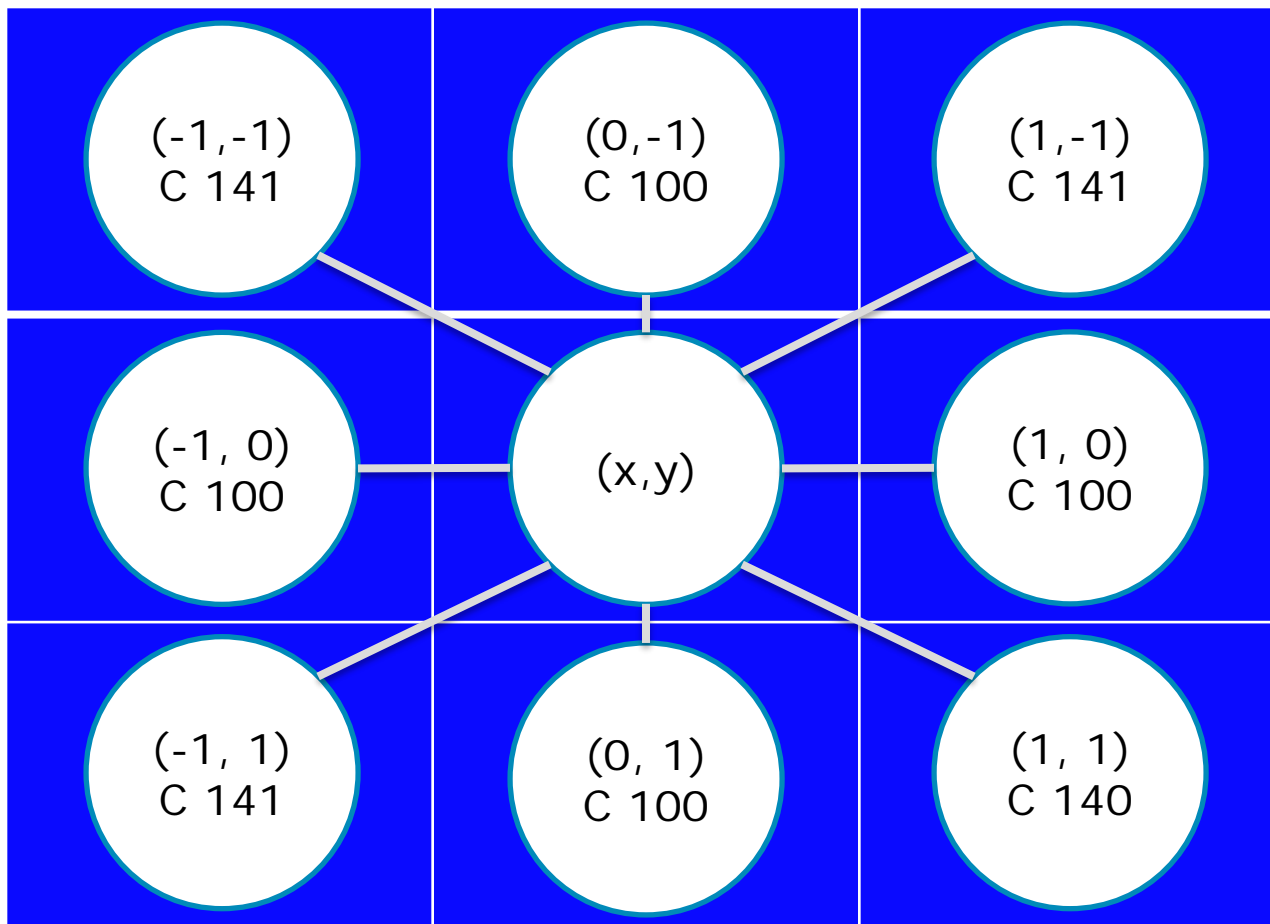 (-1,-1)
C 141
(0,-1)
C 100
(1,-1)
C 141
(-1, 0)
C 100
(x,y)
(1, 0)
C 100
(-1, 1)
C 141
(0, 1)
C 100
(1, 1)
C 140